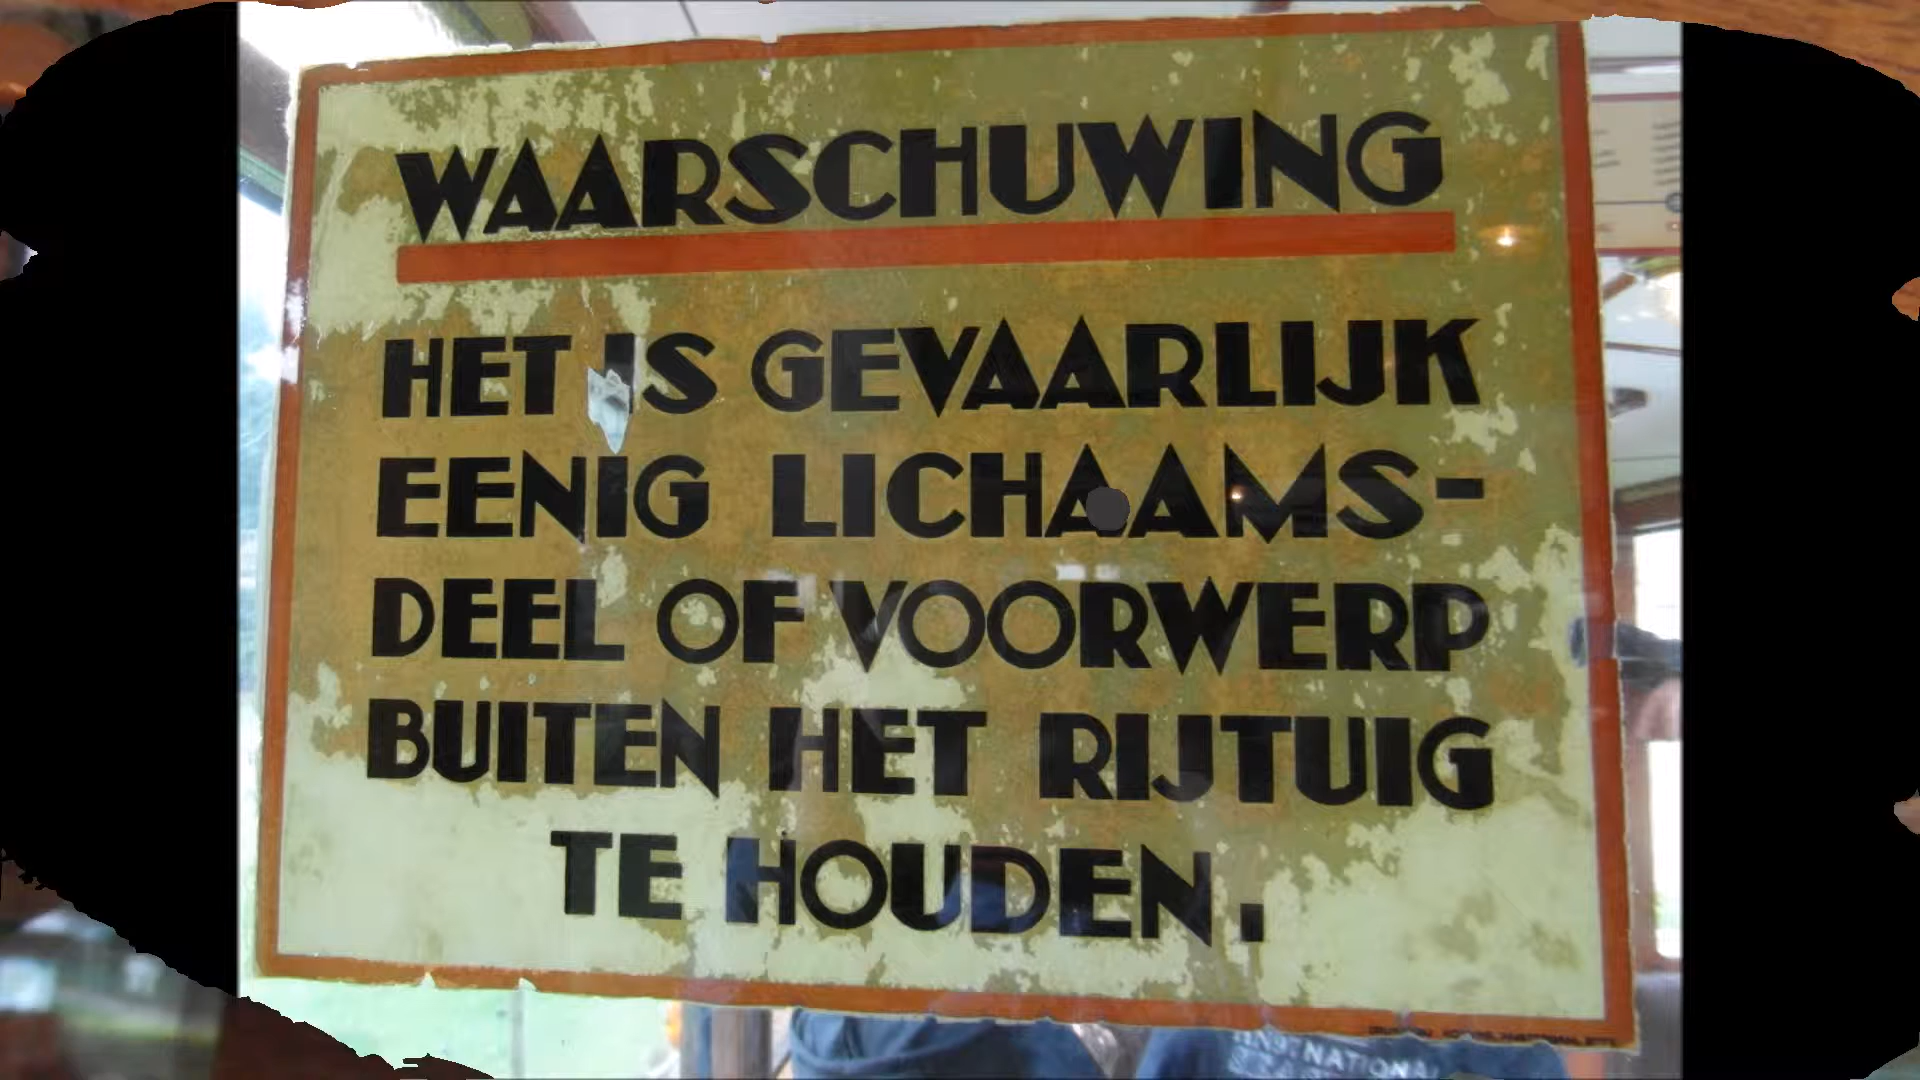 WAARSCHUWING
HET IS GEVAARLIJK
EENIG LICHAAMS-
DEEL OF VOORWERP
BUITEN HET RIJTUIG
TE HOUDEN.